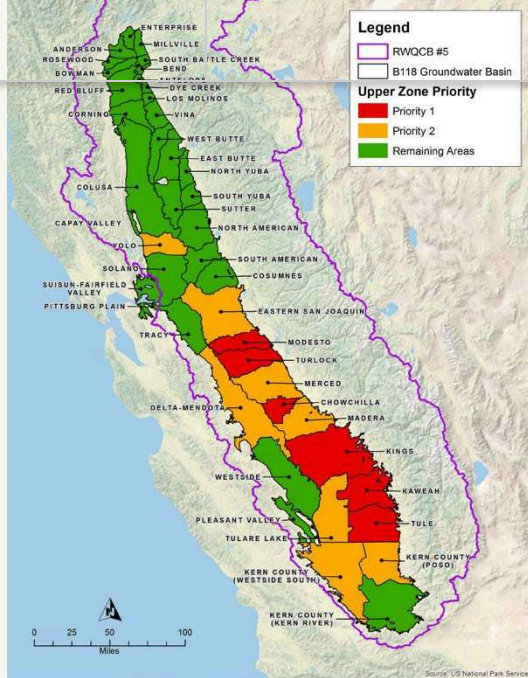 Legend
RWQCB #5
B118 Groundwater Basin
Upper Zone Priority
Priority 1
Priority 2
Remaining Areas
ENTERPRISE
MILLVILLE
ANDERSON
ROSEWOOD
SOUTH BATTLE CREEK
BOWMAN
BEND
ANTELOPE
DYE CREEK
RED BLUFF
LOS MOLINOS
CORNING
VINA
WEST BUTTE
EAST BUTTE
NORTH YUBA
COLUSA
SOUTH YUBA
SUTTER
CAPAY VALLEY
NORTH AMERICAN
YOLO
SOUTH AMERICAN
SOLANO
COSUMNES
SUISUN-FAIRFIELD
VALLEY
PITTSBURG PLAIN
EASTERN SAN JOAQUIN
TRACY
MODESTO
TURLOCK
MERCED
CHOWCHILLA
DELTA-MENDOTA
MADERA
KINGS
WESTSIDE
KAWEAH
PLEASANT VALLEY
TULE
TULARE LAKE
KERN COUNTY
(POSO)
KERN COUNTY
(WESTSIDE SOUTH)
KERN COUNTY
(KERN RIVER)
N
0 25 50 100
Miles
Source: US National Park Service